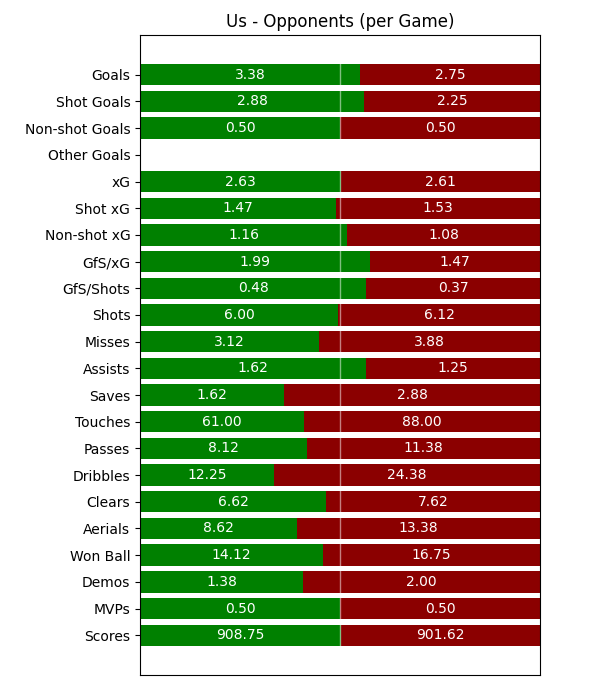 Us - Opponents (per Game)
Goals 3.38 2.75
Shot Goals 2.88 2.25
Non-shot Goals 0.50 0.50
Other Goals
xG 2.63 2.61
Shot xG 1.47 1.53
Non-shot xG 1.16 1.08
GfS/xG 1.99 1.47
GfS/Shots 0.48 0.37
Shots 6.00 6.12
Misses 3.12 3.88
Assists 1.62 1.25
Saves 1.62 2.88
Touches 61.00 88.00
Passes 8.12 11.38
Dribbles 12.25 24.38
Clears 6.62 7.62
Aerials 8.62 13.38
Won Ball 14.12 16.75
Demos 1.38 2.00
MVPs 0.50 0.50
Scores 908.75 901.62